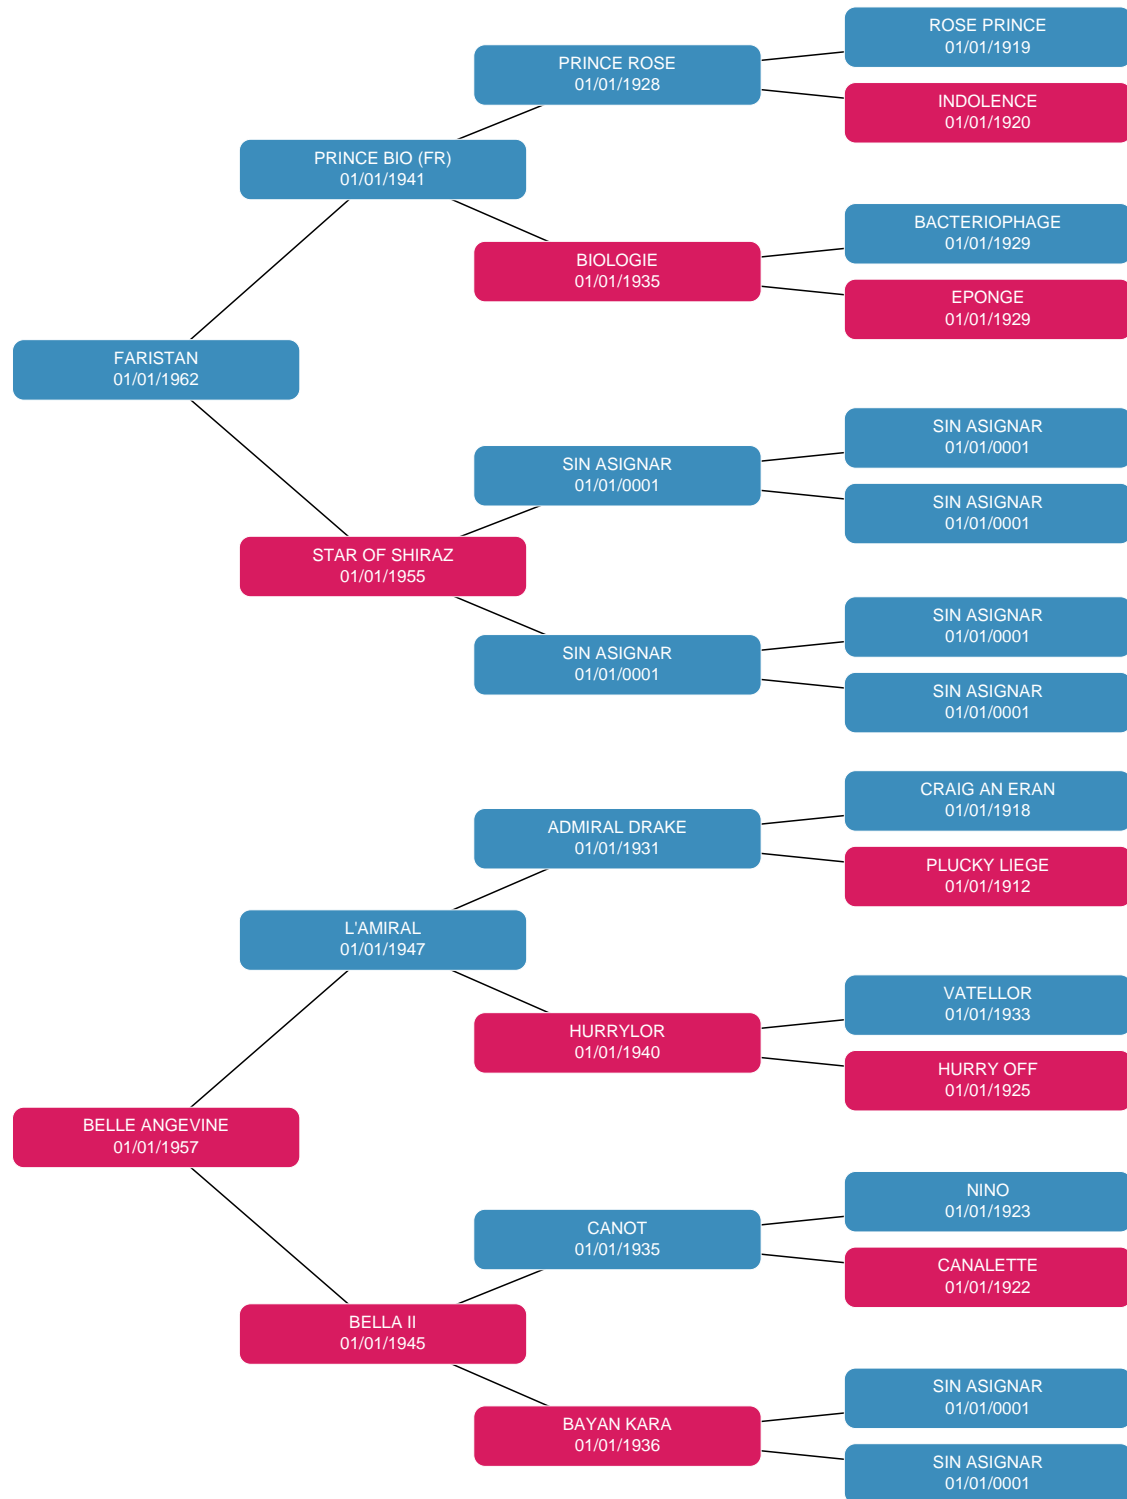 ROSE PRINCE
01/01/1919
PRINCE ROSE
01/01/1928
INDOLENCE
01/01/1920
PRINCE BIO (FR)
01/01/1941
BACTERIOPHAGE
01/01/1929
BIOLOGIE
01/01/1935
EPONGE
01/01/1929
FARISTAN
01/01/1962
SIN ASIGNAR
01/01/0001
SIN ASIGNAR
01/01/0001
SIN ASIGNAR
01/01/0001
STAR OF SHIRAZ
01/01/1955
SIN ASIGNAR
01/01/0001
SIN ASIGNAR
01/01/0001
SIN ASIGNAR
01/01/0001
CRAIG AN ERAN
01/01/1918
ADMIRAL DRAKE
01/01/1931
PLUCKY LIEGE
01/01/1912
L'AMIRAL
01/01/1947
VATELLOR
01/01/1933
HURRYLOR
01/01/1940
HURRY OFF
01/01/1925
BELLE ANGEVINE
01/01/1957
NINO
01/01/1923
CANOT
01/01/1935
CANALETTE
01/01/1922
BELLA II
01/01/1945
SIN ASIGNAR
01/01/0001
BAYAN KARA
01/01/1936
SIN ASIGNAR
01/01/0001